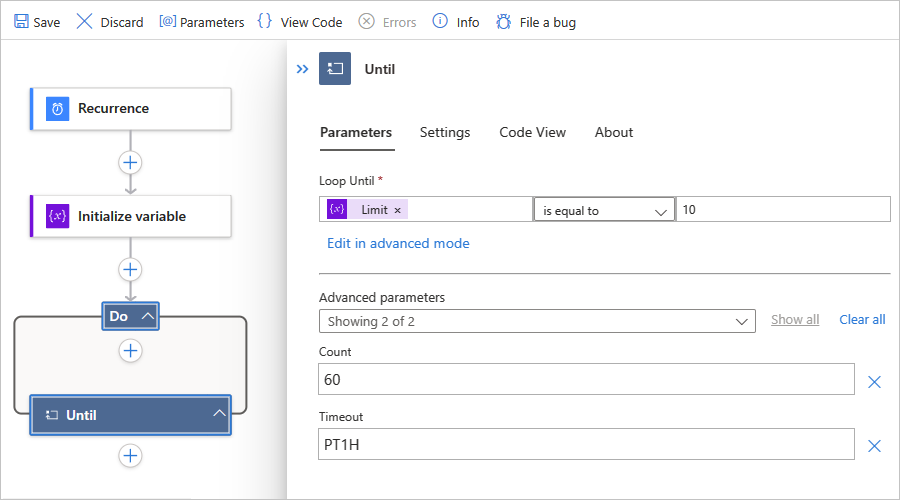 Save Discard [@] Parameters {} View Code Errors Info File a bug
Recurrence
{x} Initialize variable
Do
Until
Until
Parameters Settings Code View About
Loop Until *
{x} Limit × is equal to 10
Edit in advanced mode
Advanced parameters
Showing 2 of 2 Show all Clear all
Count
60
Timeout
PT1H